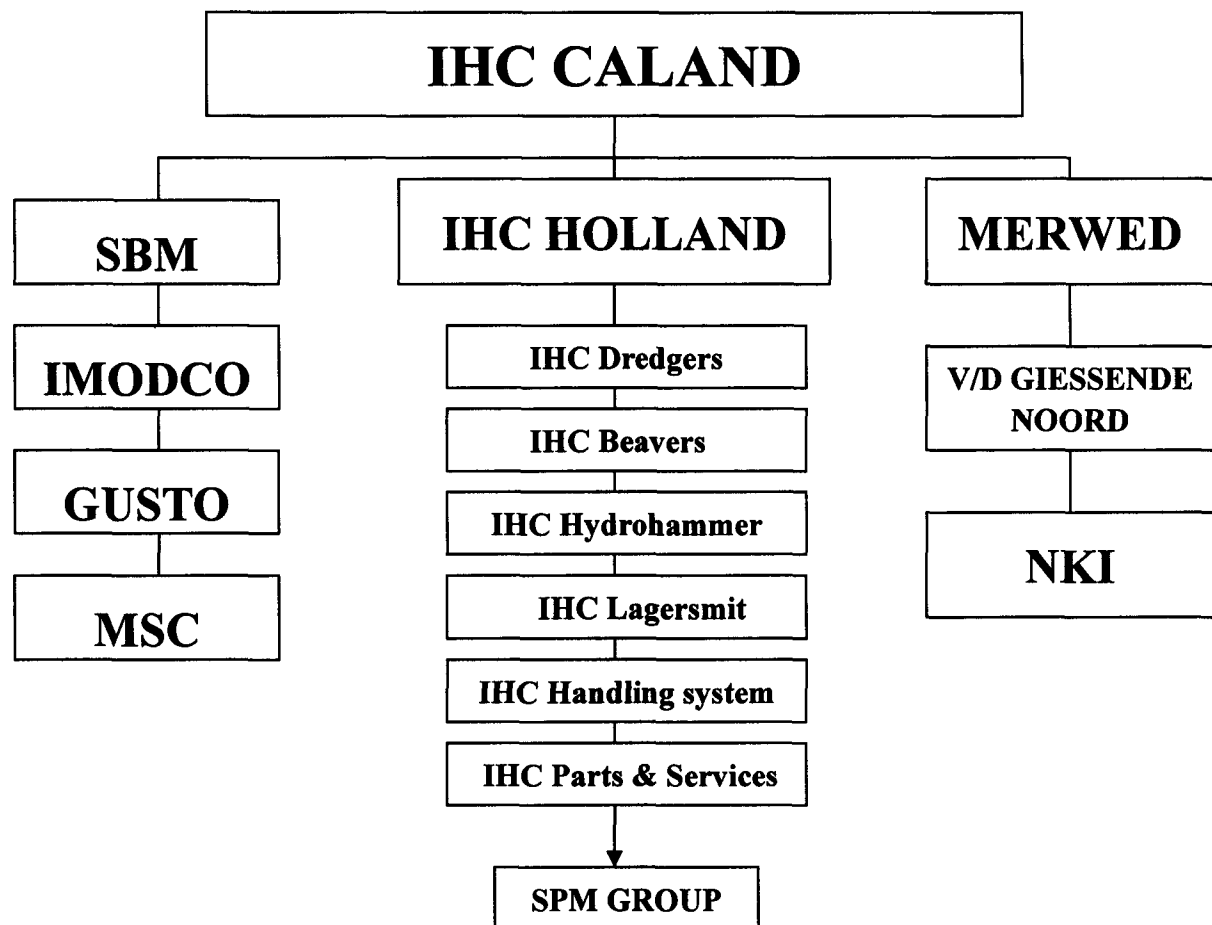 IHC CALAND
SBM
IMODCO
GUSTO
MSC
IHC HOLLAND
IHC Dredgers
IHC Beavers
IHC Hydrohammer
IHC Lagersmit
IHC Handling system
IHC Parts & Services
SPM GROUP
MERWED
V/D GIESSENDE
NOORD
NKI